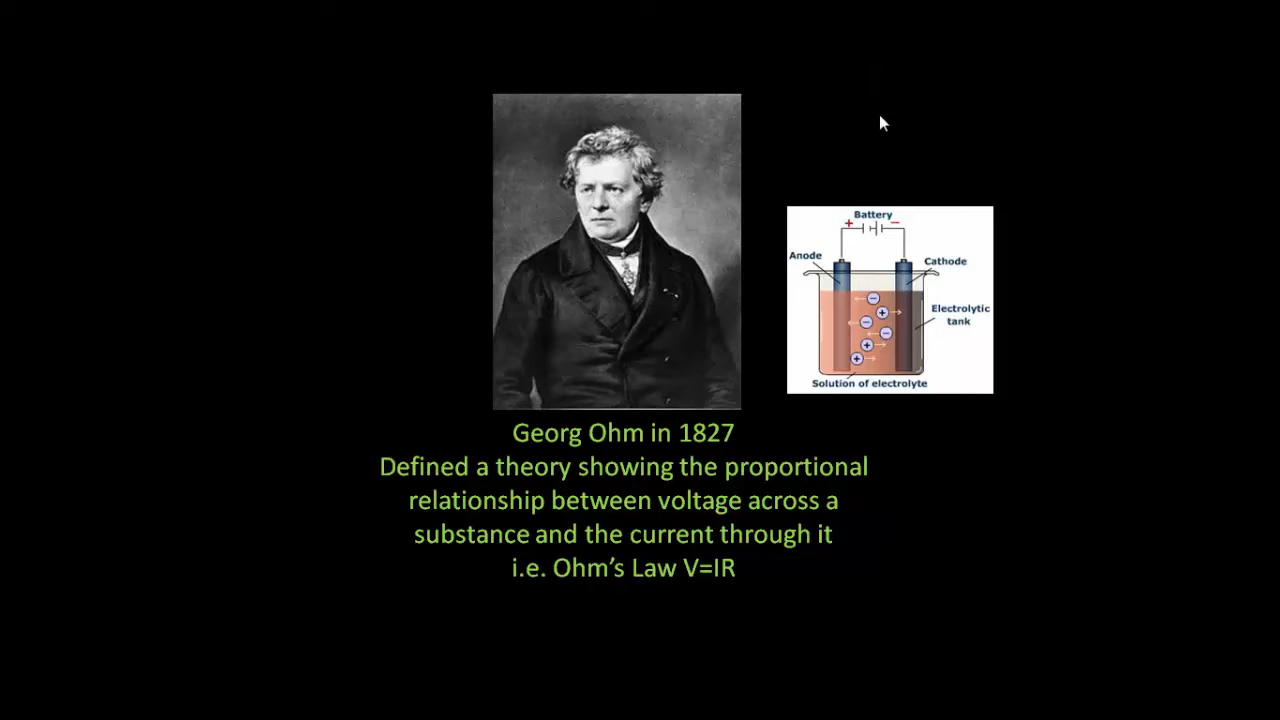 Georg Ohm in 1827
Defined a theory showing the proportional
relationship between voltage across a
substance and the current through it
i.e. Ohm’s Law V=IR
Battery
+ −
Anode
Cathode
Electrolytic
tank
Solution of electrolyte